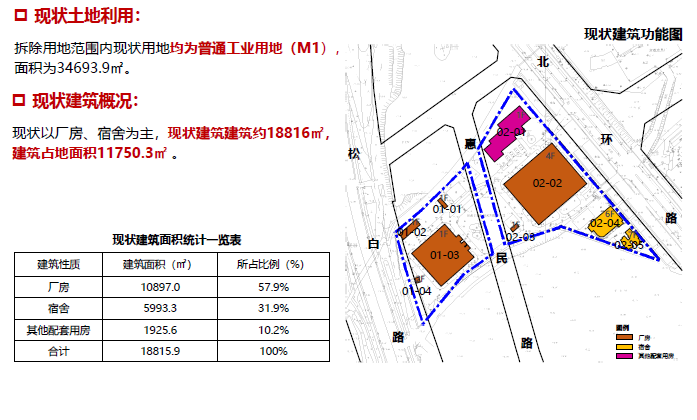 现状土地利用：
拆除用地范围内现状用地均为普通工业用地（M1），
面积为34693.9㎡。
现状建筑概况：
现状以厂房、宿舍为主，现状建筑建筑约18816㎡，
建筑占地面积11750.3㎡。
现状建筑面积统计一览表
建筑性质 建筑面积（㎡） 所占比例（%）
厂房 10897.0 57.9%
宿舍 5993.3 31.9%
其他配套用房 1925.6 10.2%
合计 18815.9 100%
现状建筑功能图
北
环
路
松
白
路
惠
民
路
02-01
4F
02-02
6F
02-04
02-05
02-03
1F
01-01
01-02
1F
01-03
01-04
图例
厂房
宿舍
其他配套用房